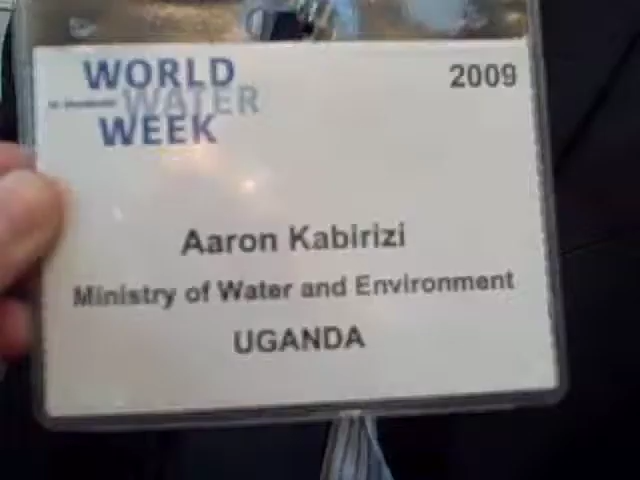 WORLD
WATER
WEEK
2009
Aaron Kabirizi
Ministry of Water and Environment
UGANDA